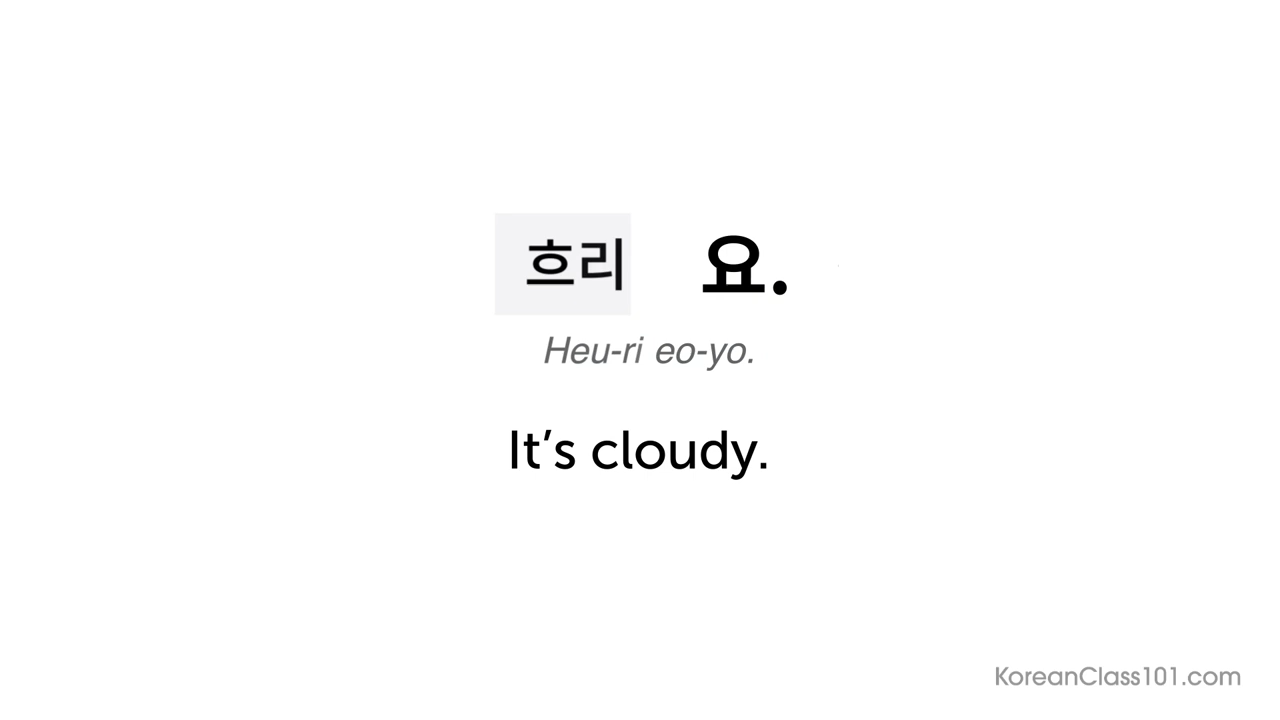 흐리 요.
Heu-ri eo-yo.
It's cloudy.
KoreanClass101.com